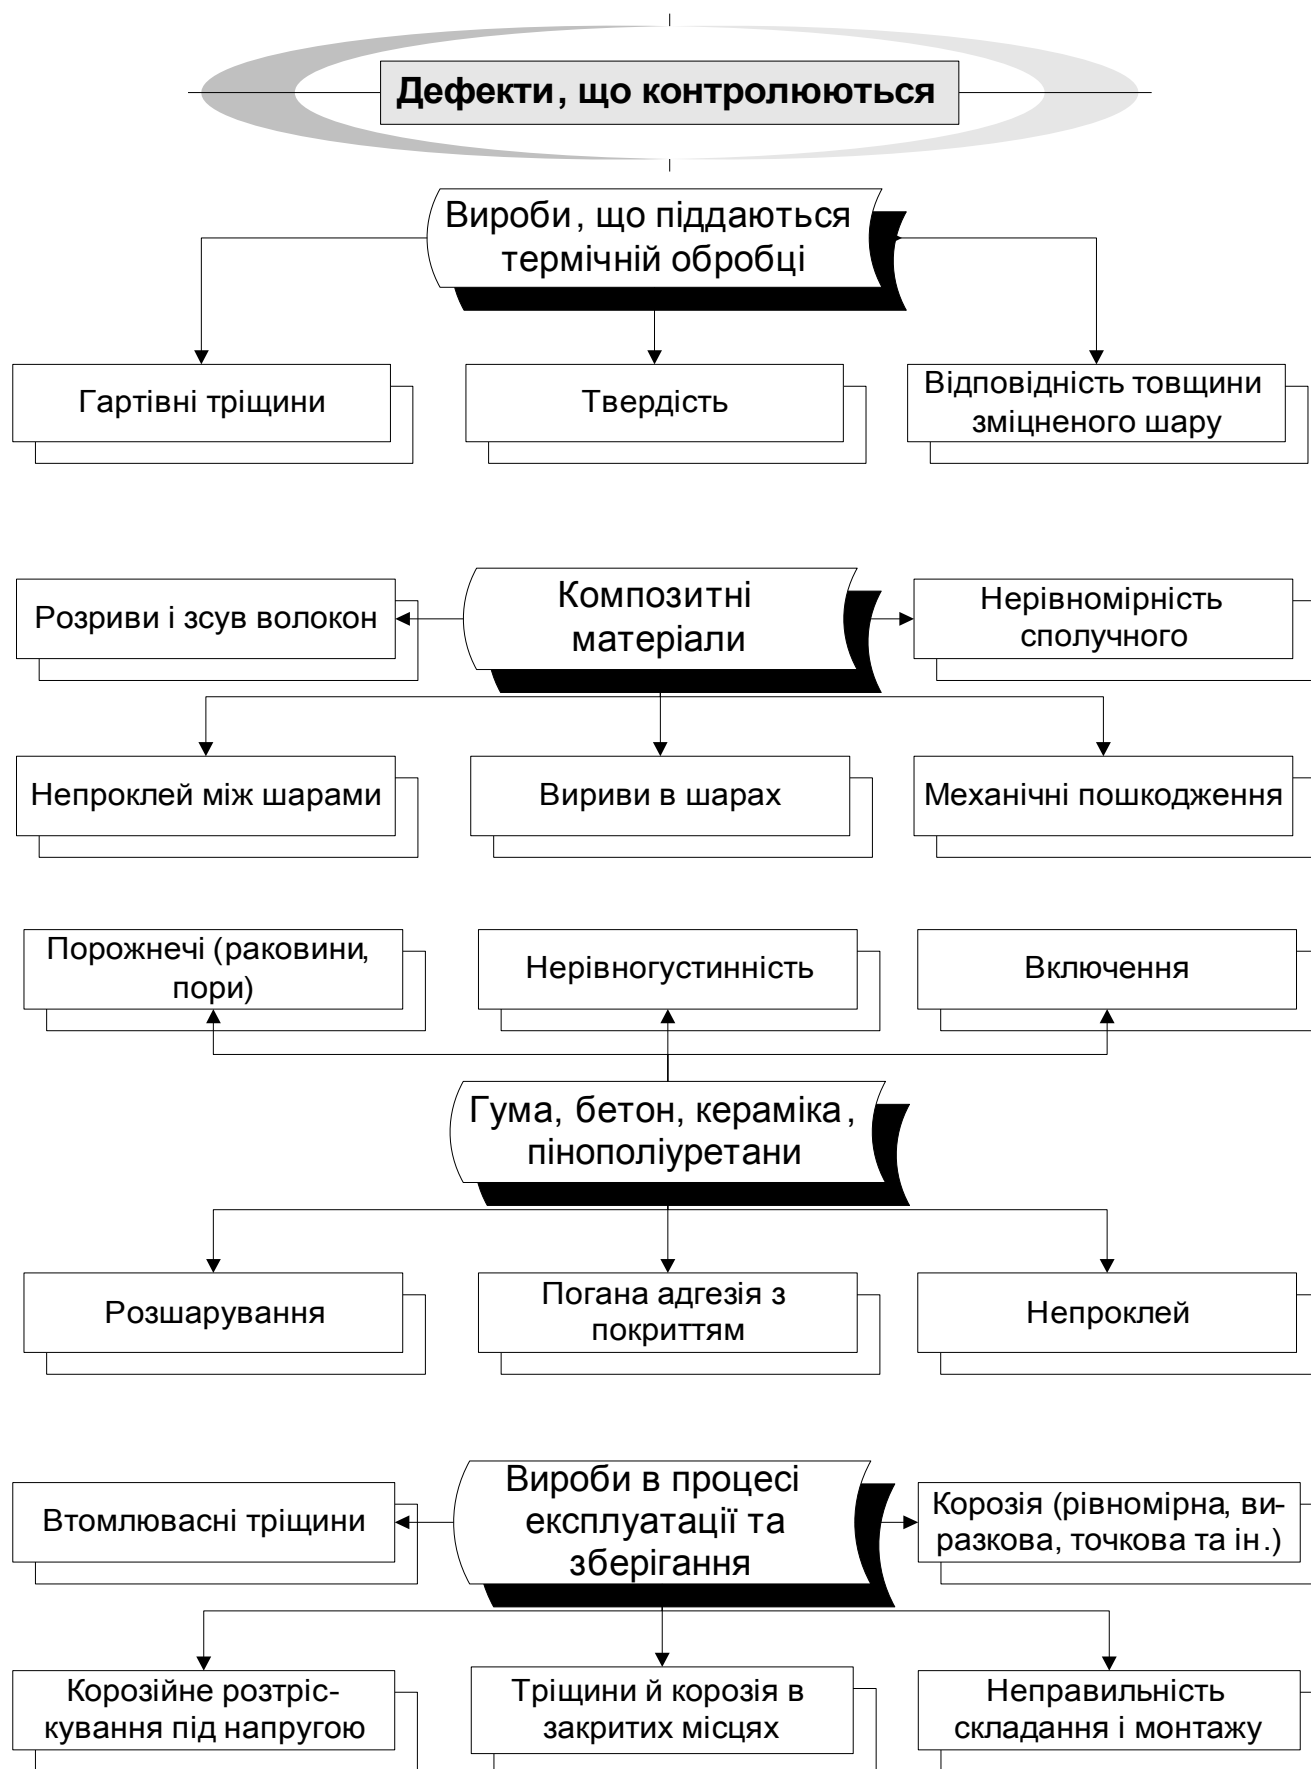 Дефекти, що контролюються
Вироби, що піддаються
термічній обробці
Гартівні тріщини
Твердість
Відповідність товщини
зміцненого шару
Розриви і зсув волокон
Композитні
матеріали
Нерівномірність
сполучного
Непроклей між шарами
Вириви в шарах
Механічні пошкодження
Порожнечі (раковини,
пори)
Нерівногустинність
Включення
Гума, бетон, кераміка,
пінополіуретани
Розшарування
Погана адгезія з
покриттям
Непроклей
Втомлювасні тріщини
Вироби в процесі
експлуатації та
зберігання
Корозія (рівномірна, ви-
разкова, точкова та ін.)
Корозійне розтріс-
кування під напругою
Тріщини й корозія в
закритих місцях
Неправильність
складання і монтажу